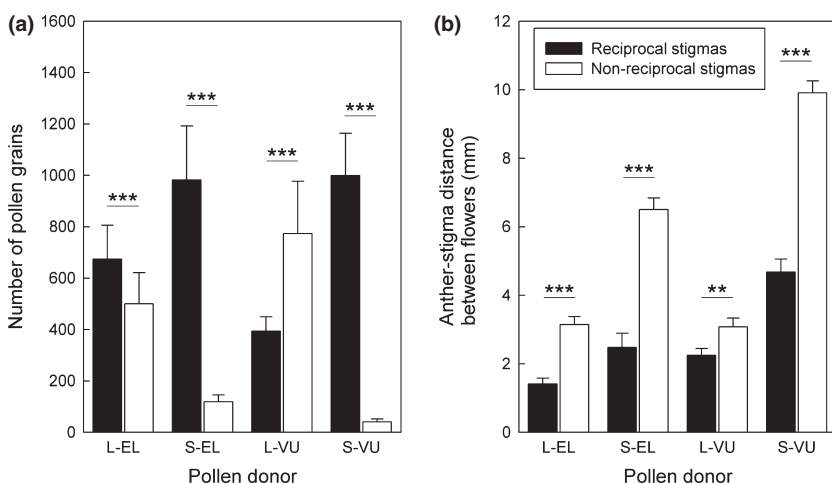 (a)
1600
1400
1200
1000
800
600
400
200
0
Number of pollen grains
***
***
***
***
L-EL
S-EL
L-VU
S-VU
Pollen donor
(b)
12
10
8
6
4
2
0
Anther-stigma distance
between flowers (mm)
Reciprocal stigmas
Non-reciprocal stigmas
***
***
**
***
L-EL
S-EL
L-VU
S-VU
Pollen donor